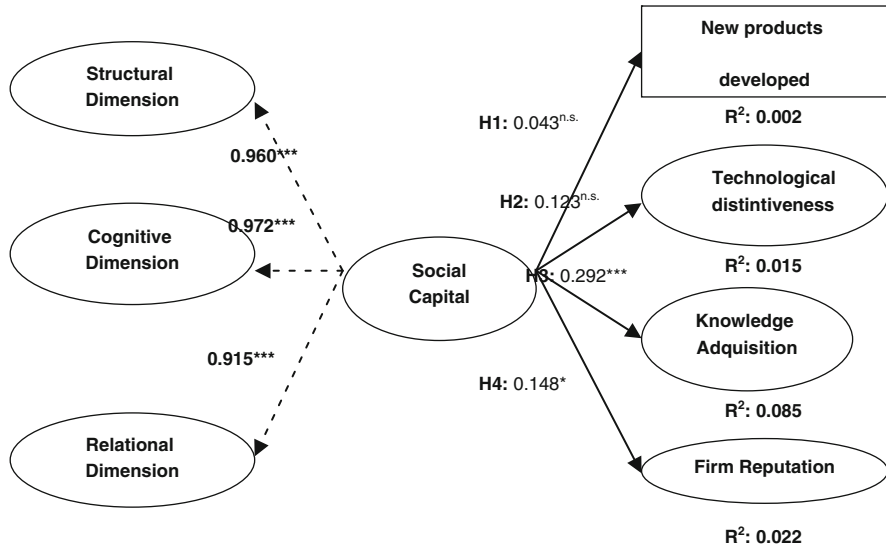 Structural
Dimension
0.960***
Cognitive
Dimension
0.972***
0.915***
Relational
Dimension
Social
Capital
H1: 0.043n.s.
H2: 0.123n.s.
H3: 0.292***
H4: 0.148*
New products
developed
R²: 0.002
Technological
distintiveness
R²: 0.015
Knowledge
Adquisition
R²: 0.085
Firm Reputation
R²: 0.022